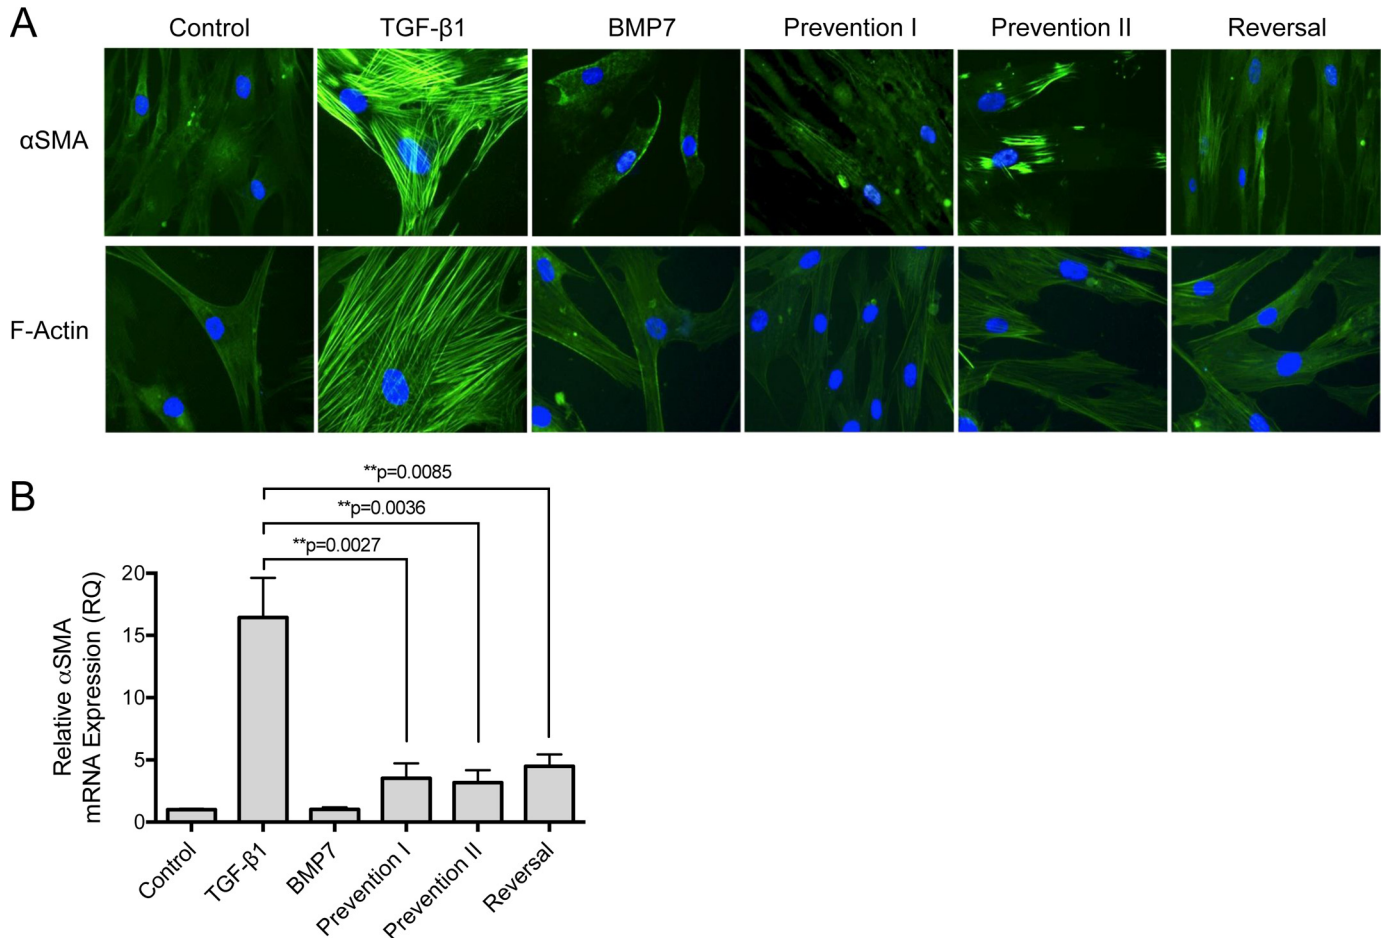 A
Control TGF-β1 BMP7 Prevention I Prevention II Reversal
αSMA
F-Actin
B
**p=0.0085
**p=0.0036
**p=0.0027
Relative αSMA
mRNA Expression (RQ)
20
15
10
5
0
Control TGF-β1 BMP7 Prevention I Prevention II Reversal